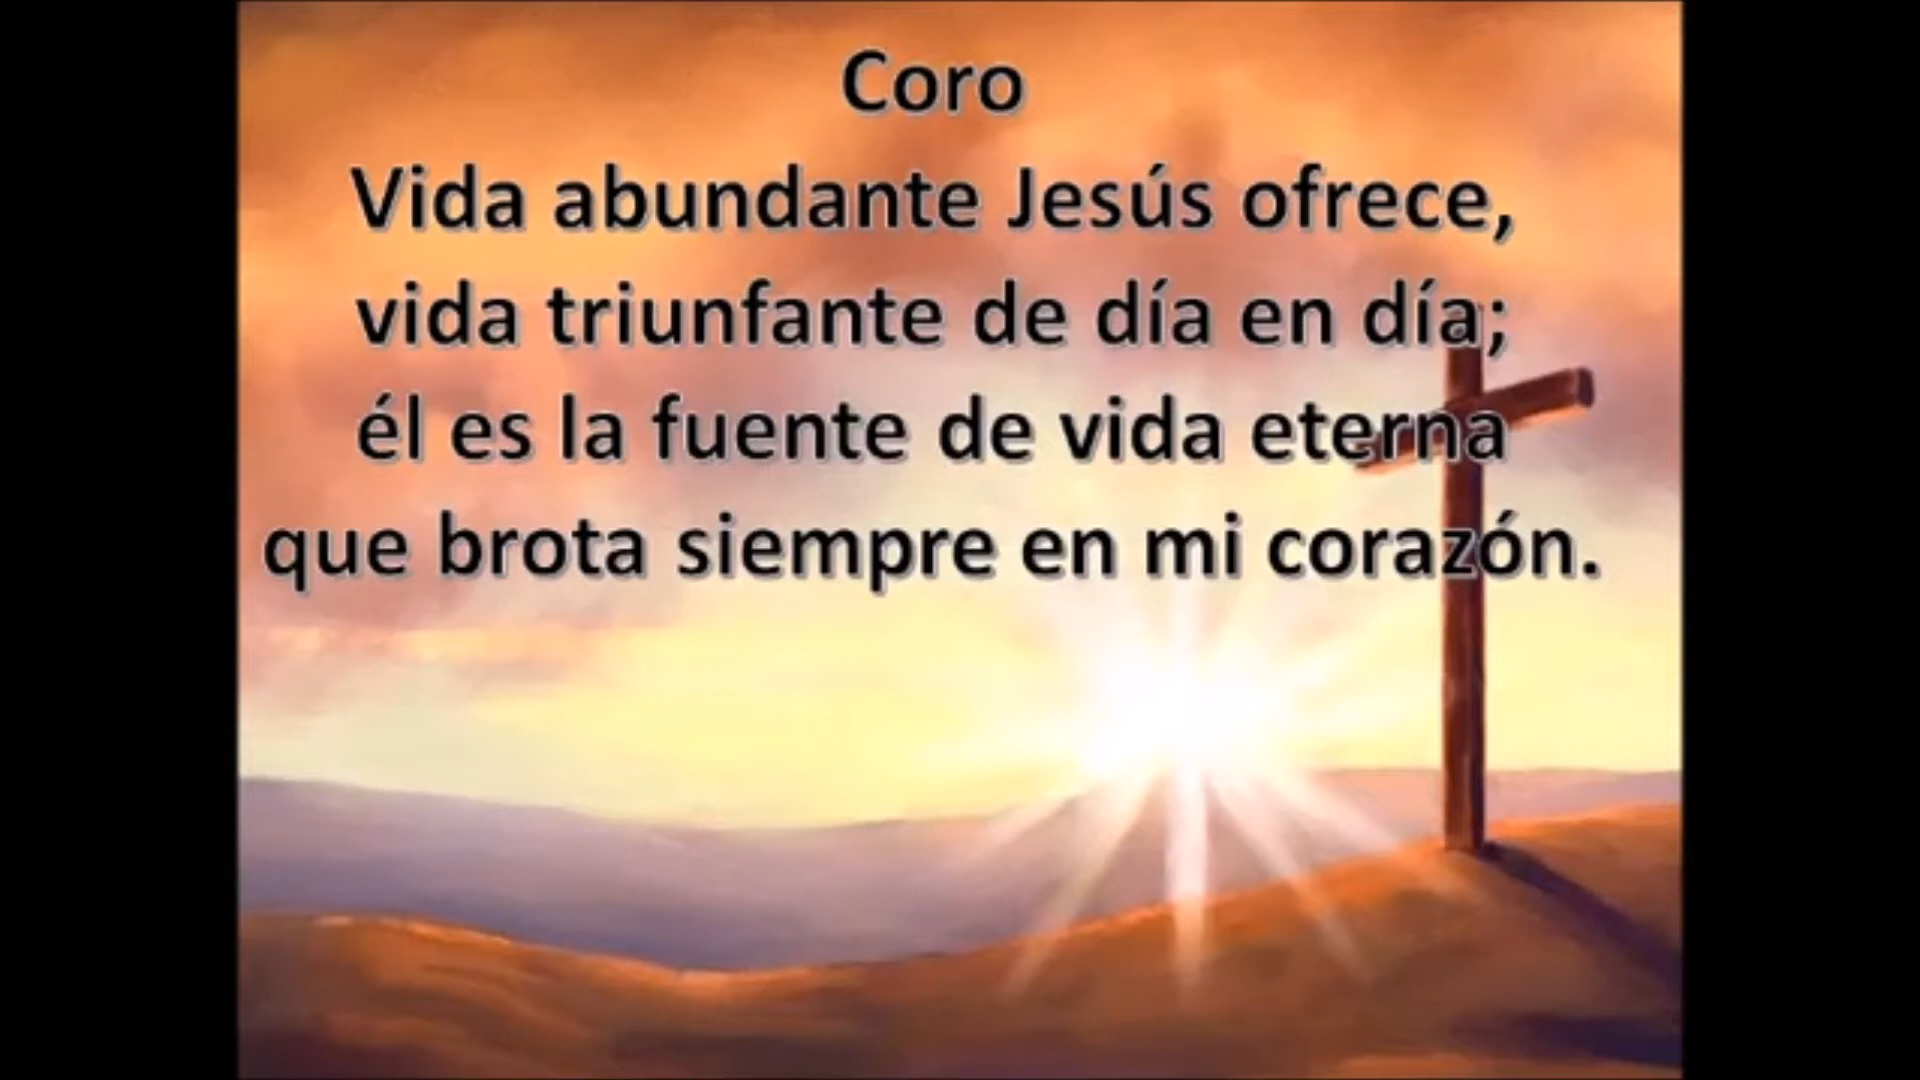 Coro
Vida abundante Jesús ofrece,
vida triunfante de día en día;
él es la fuente de vida eterna
que brota siempre en mi corazón.